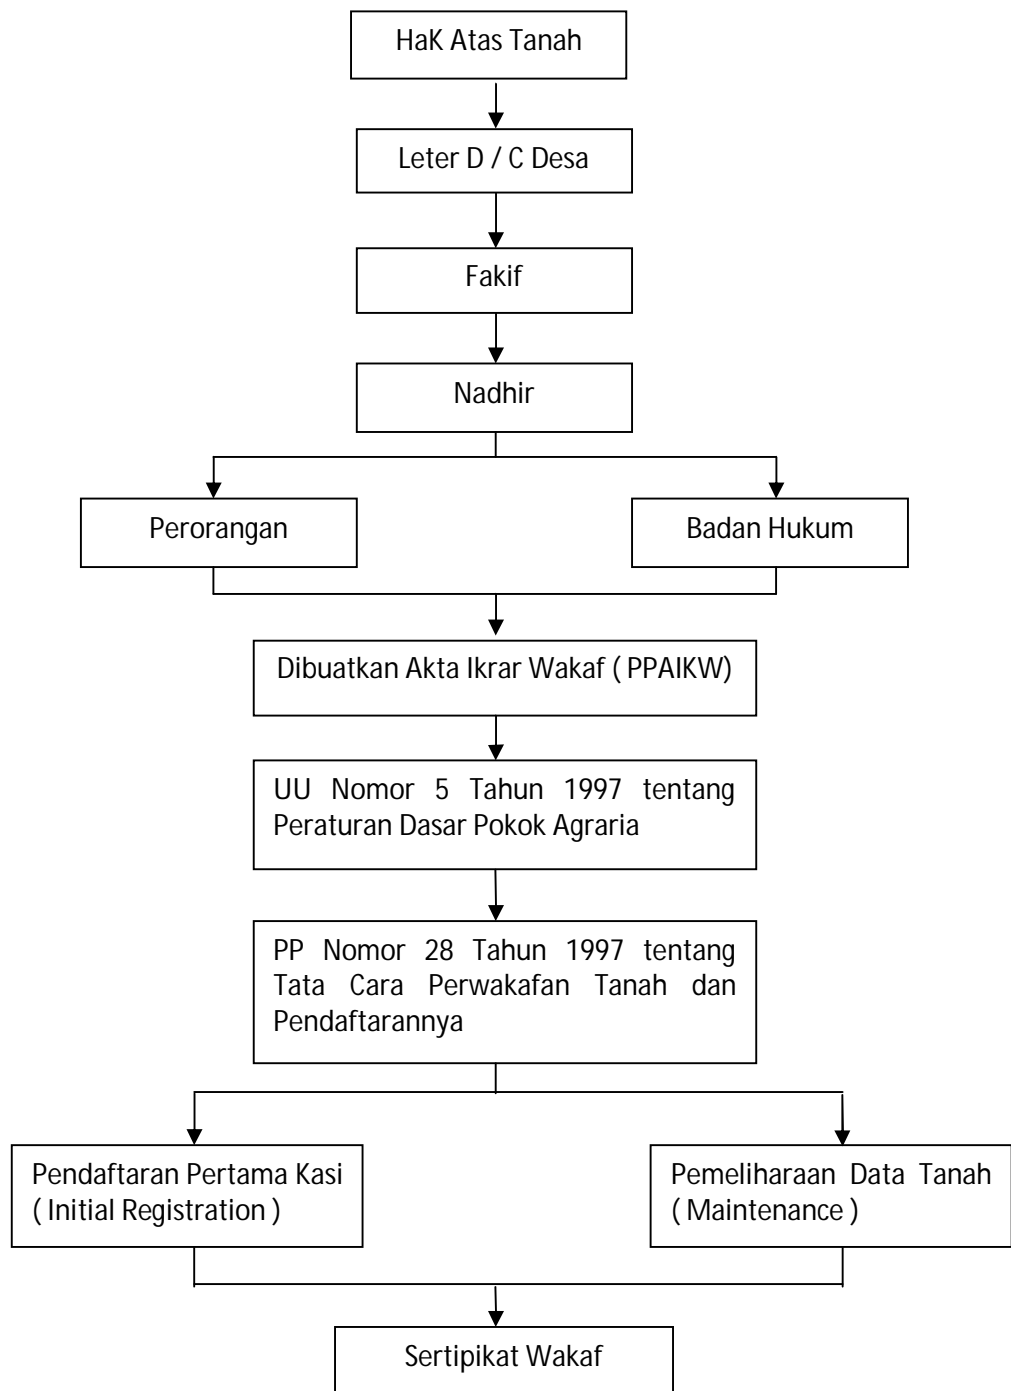 HaK Atas Tanah
Leter D / C Desa
Fakif
Nadhir
Perorangan
Badan Hukum
Dibuatkan Akta Ikrar Wakaf ( PPAIKW)
UU Nomor 5 Tahun 1997 tentang
Peraturan Dasar Pokok Agraria
PP Nomor 28 Tahun 1997 tentang
Tata Cara Perwakafan Tanah dan
Pendaftarannya
Pendaftaran Pertama Kasi
( Initial Registration )
Pemeliharaan Data Tanah
( Maintenance )
Sertipikat Wakaf